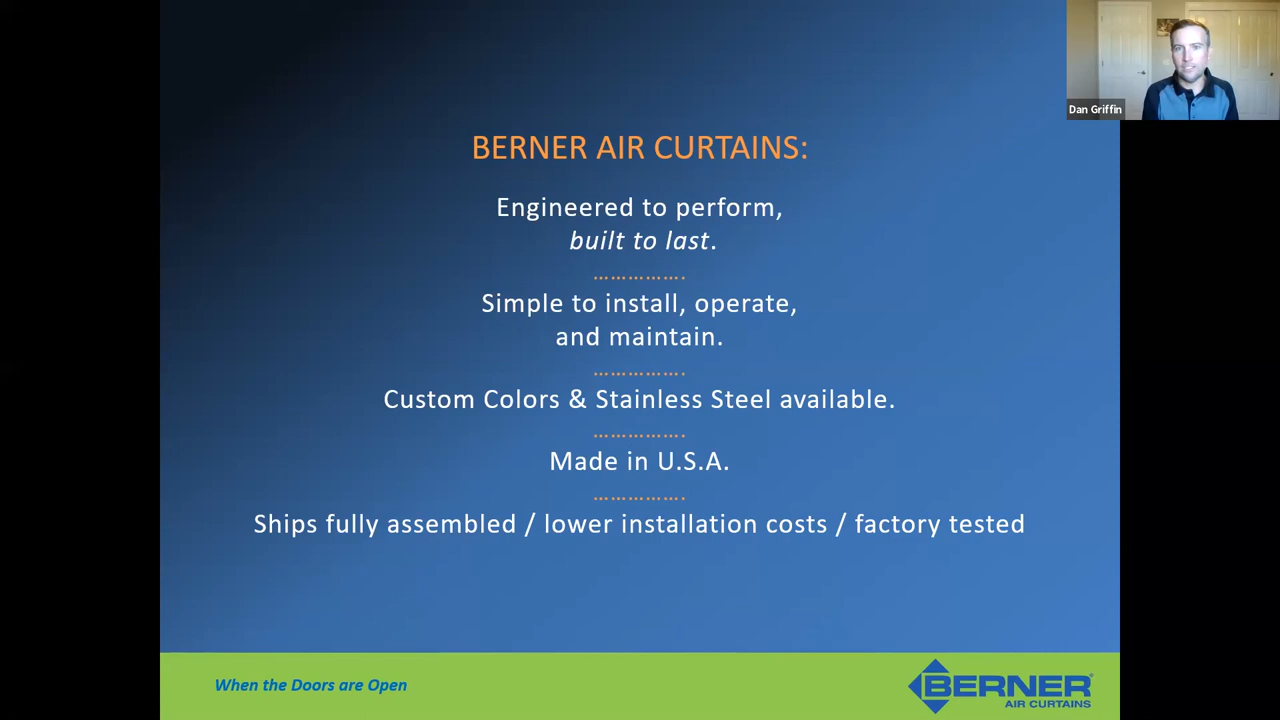 Dan Griffin
BERNER AIR CURTAINS:
Engineered to perform,
built to last.
…………….
Simple to install, operate,
and maintain.
…………….
Custom Colors & Stainless Steel available.
…………….
Made in U.S.A.
…………….
Ships fully assembled / lower installation costs / factory tested
When the Doors are Open
BERNER®
AIR CURTAINS